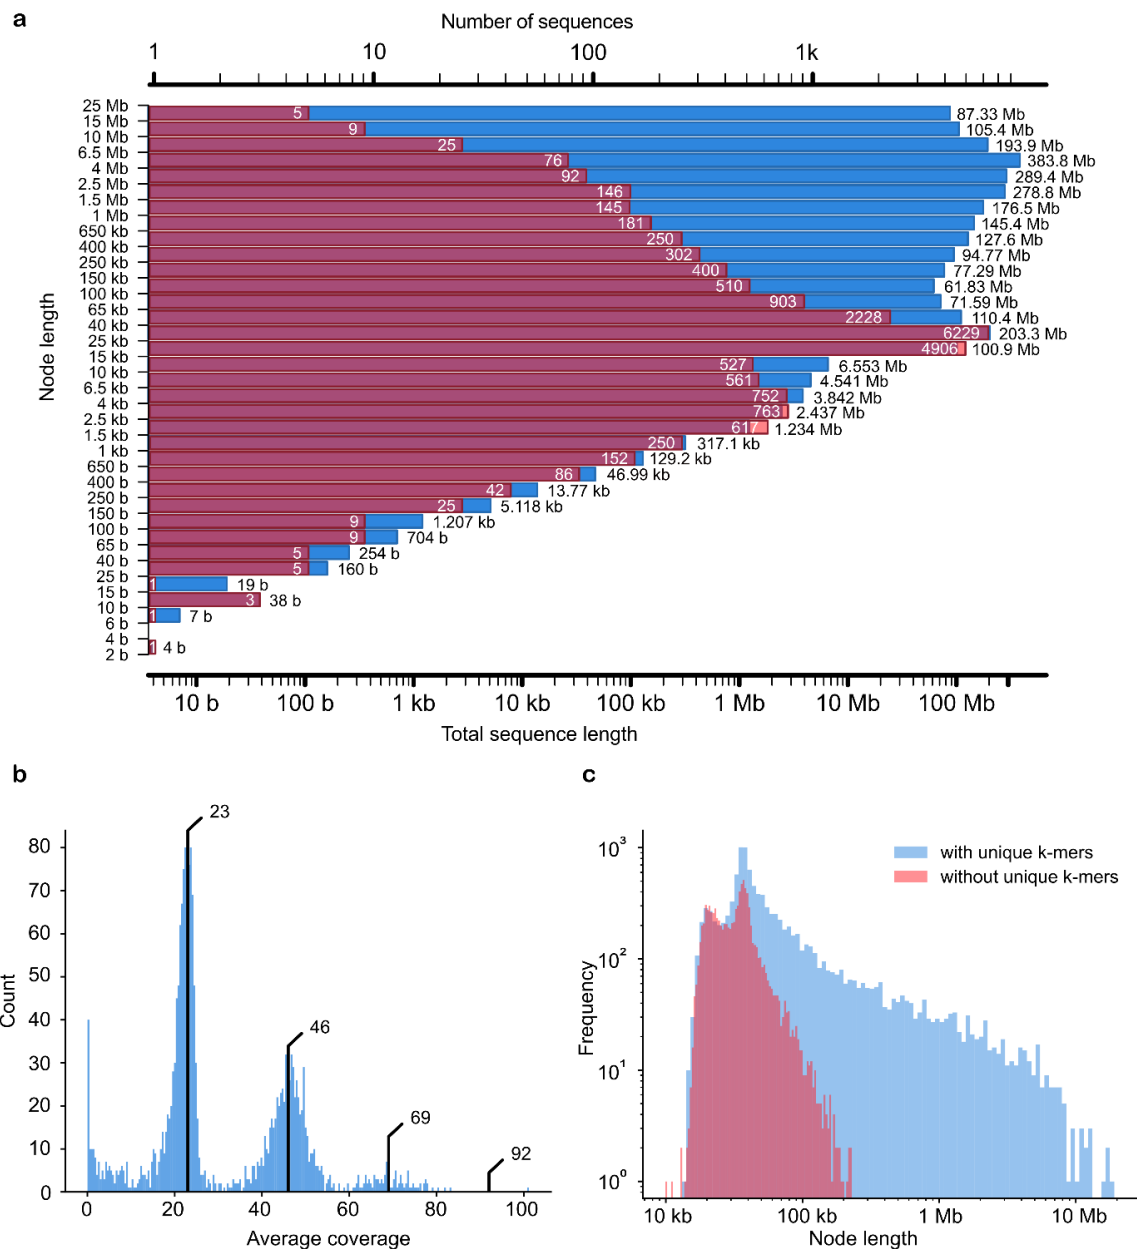 a
Number of sequences
1 10 100 1k
Node length
25 Mb
5 87.33 Mb
15 Mb
9 105.4 Mb
10 Mb
25 193.9 Mb
6.5 Mb
76 383.8 Mb
4 Mb
92 289.4 Mb
2.5 Mb
146 278.8 Mb
1.5 Mb
145 176.5 Mb
1 Mb
181 145.4 Mb
650 kb
250 127.6 Mb
400 kb
302 94.77 Mb
250 kb
400 77.29 Mb
150 kb
510 61.83 Mb
100 kb
903 71.59 Mb
65 kb
2228 110.4 Mb
40 kb
6229 203.3 Mb
25 kb
4906 100.9 Mb
15 kb
527 6.553 Mb
10 kb
561 4.541 Mb
6.5 kb
752 3.842 Mb
4 kb
763 2.437 Mb
2.5 kb
617 1.234 Mb
1.5 kb
250 317.1 kb
1 kb
152 129.2 kb
650 b
86 46.99 kb
400 b
42 13.77 kb
250 b
25 5.118 kb
150 b
9 1.207 kb
100 b
9 704 b
65 b
5 254 b
40 b
5 160 b
25 b
1 19 b
15 b
3 38 b
10 b
1 7 b
6 b
4 b
1 4 b
2 b
10 b 100 b 1 kb 10 kb 100 kb 1 Mb 10 Mb 100 Mb
Total sequence length
b
23
46
69
92
Count
80
70
60
50
40
30
20
10
0
0 20 40 60 80 100
Average coverage
c
with unique k-mers
without unique k-mers
Frequency
10³
10²
10¹
10⁰
10 kb 100 kb 1 Mb 10 Mb
Node length